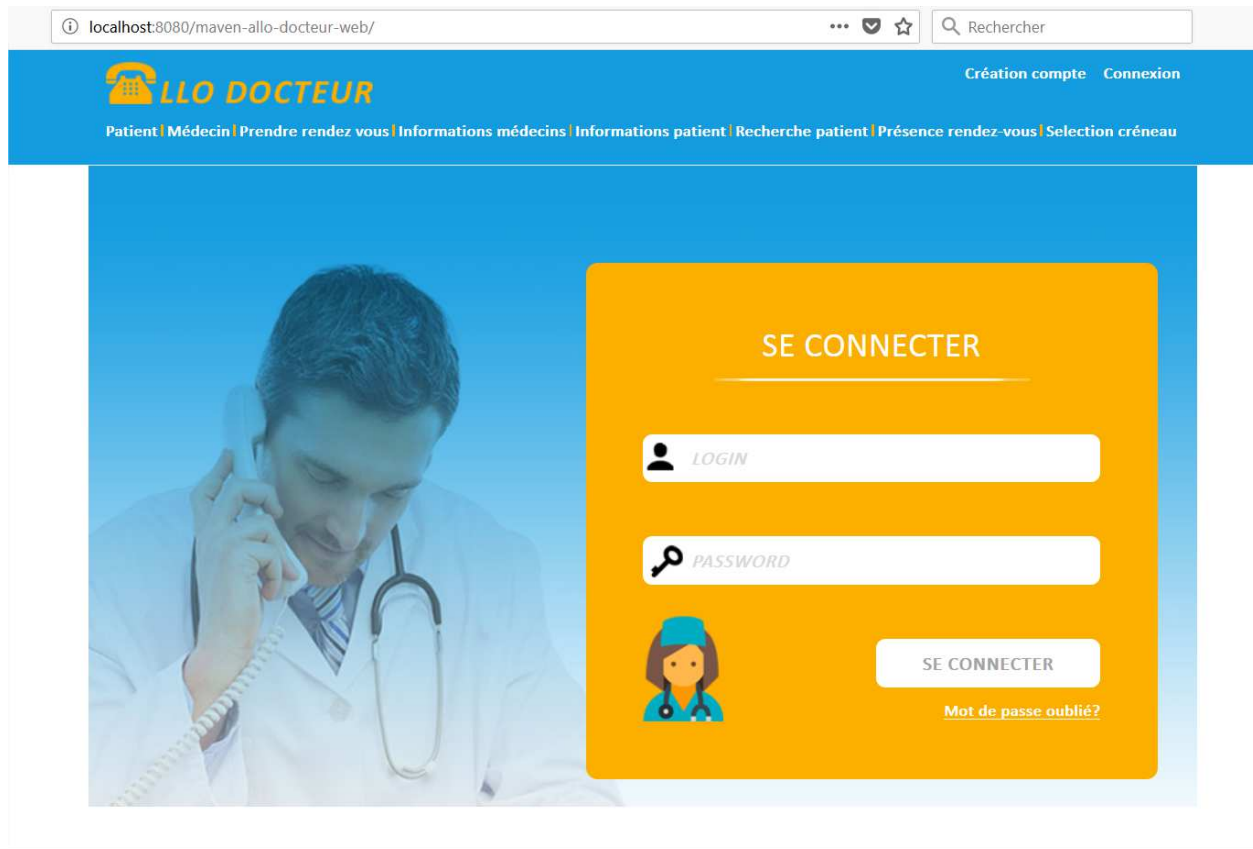 localhost:8080/maven-allo-docteur-web/
Rechercher
LLO DOCTEUR
Création compte Connexion
Patient | Médecin | Prendre rendez vous | Informations médecins | Informations patient | Recherche patient | Présence rendez-vous | Selection créneau
SE CONNECTER
LOGIN
PASSWORD
SE CONNECTER
Mot de passe oublié?